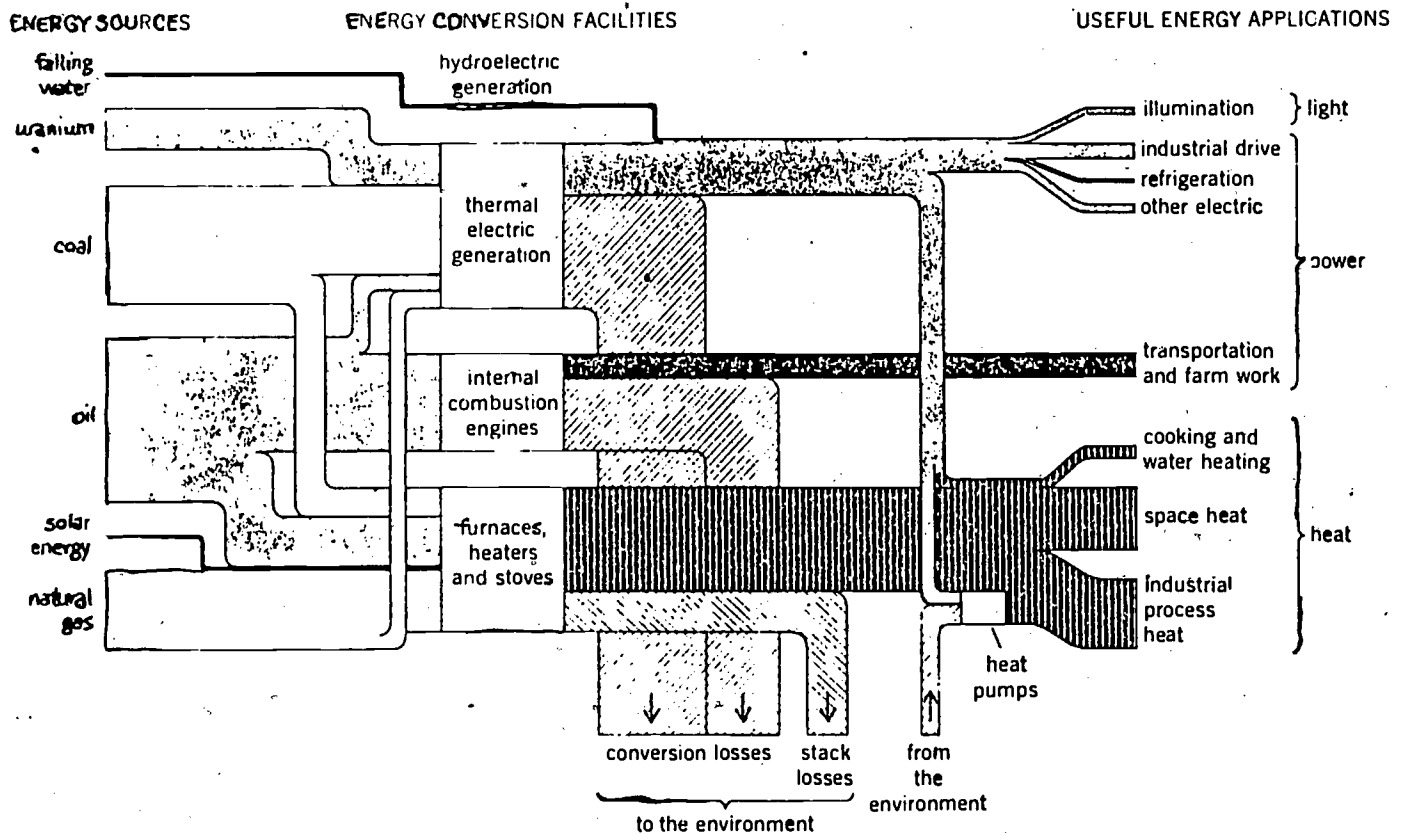 ENERGY SOURCES
ENERGY CONVERSION FACILITIES
USEFUL ENERGY APPLICATIONS
falling
water
uranium
coal
oil
solar
energy
natural
gas
hydroelectric
generation
thermal
electric
generation
internal
combustion
engines
furnaces,
heaters
and stoves
illumination
light
industrial drive
refrigeration
other electric
power
transportation
and farm work
cooking and
water heating
space heat
heat
industrial
process
heat
heat
pumps
conversion losses
stack
losses
from
the
environment
to the environment